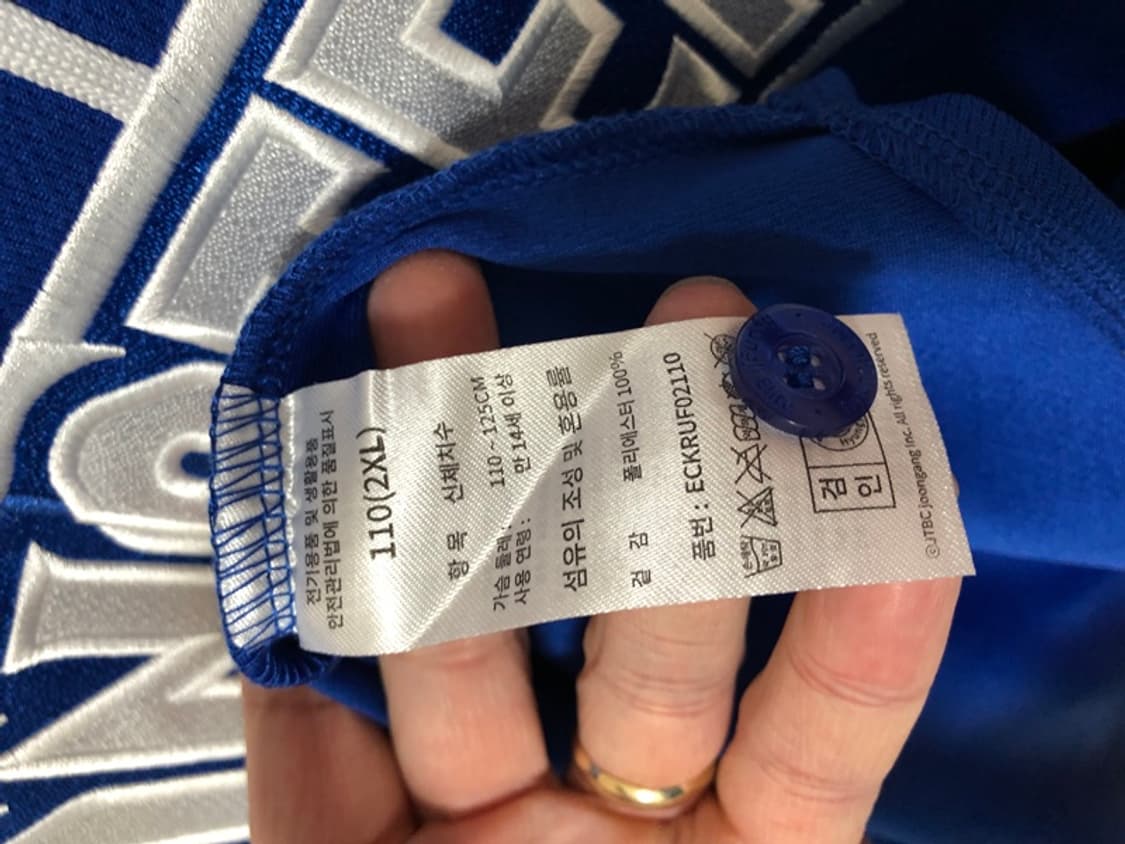 전기용품 및 생활용품
안전관리법에 의한 품질표시
110(2XL)
항 목 신체치수
가슴 둘레: 110 ~ 125CM
사용 연령: 만 14세 이상
섬유의 조성 및 혼용률
겉 감 폴리에스터 100%
품번 : ECKRUF02110
검
인
ⓒJTBC joongang Inc. All rights reserved